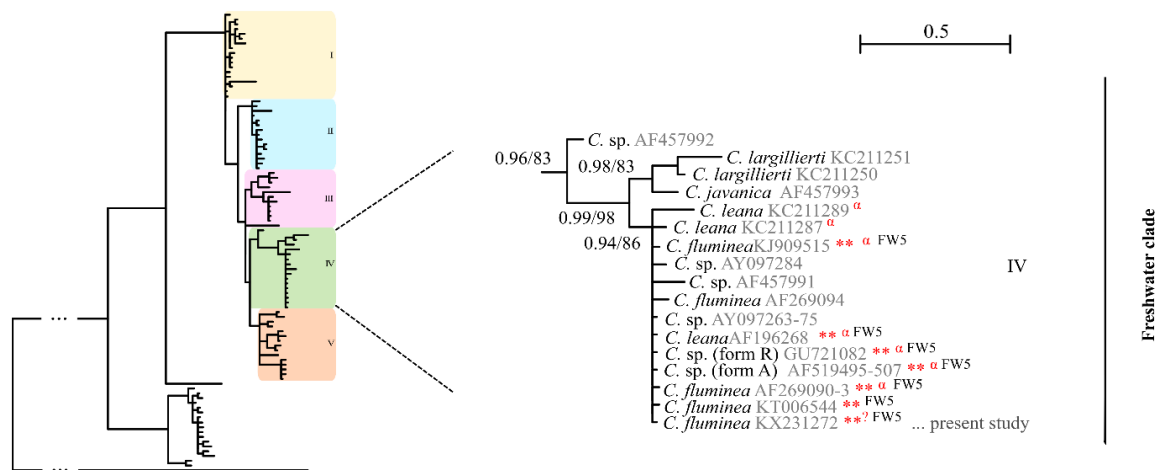 I
II
III
IV
V
0.5
C. sp. AF457992
0.96/83
0.98/83
C. largillierti KC211251
C. largillierti KC211250
C. javanica AF457993
C. leana KC211289 α
0.99/98
C. leana KC211287 α
0.94/86
C. flumineaKJ909515 ** α FW5
C. sp. AY097284
IV
C. sp. AF457991
C. fluminea AF269094
C. sp. AY097263-75
C. leanaAF196268 ** α FW5
C. sp. (form R) GU721082 ** α FW5
C. sp. (form A) AF519495-507 ** α FW5
C. fluminea AF269090-3 ** α FW5
C. fluminea KT006544 ** FW5
C. fluminea KX231272 **? FW5 ... present study
Freshwater clade
...
...